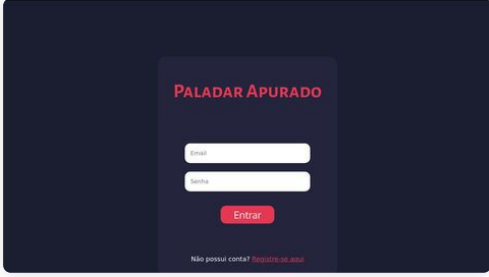 Paladar Apurado
Email
Senha
Entrar
Não possui conta? Registre-se aqui